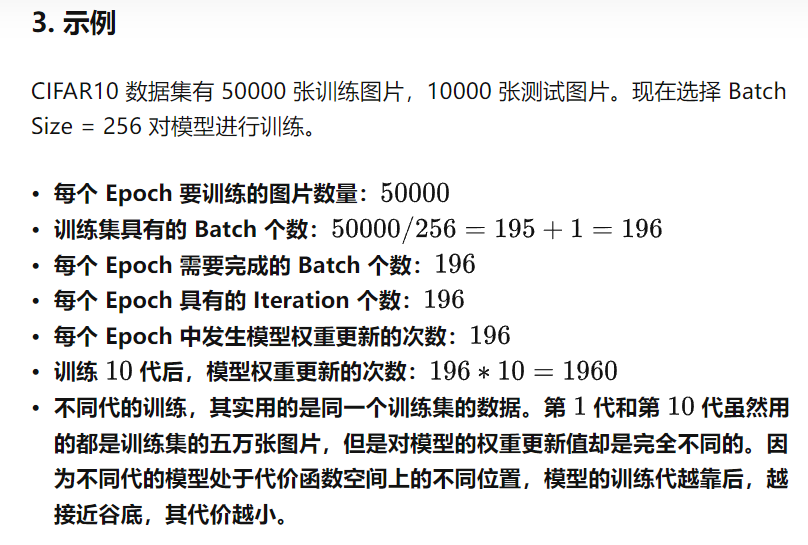 3. 示例
CIFAR10 数据集有 50000 张训练图片，10000 张测试图片。现在选择 Batch
Size = 256 对模型进行训练。
• 每个 Epoch 要训练的图片数量：50000
• 训练集具有的 Batch 个数：50000/256 = 195 + 1 = 196
• 每个 Epoch 需要完成的 Batch 个数：196
• 每个 Epoch 具有的 Iteration 个数：196
• 每个 Epoch 中发生模型权重更新的次数：196
• 训练 10 代后，模型权重更新的次数：196 * 10 = 1960
• 不同代的训练，其实用的是同一个训练集的数据。第 1 代和第 10 代虽然用
的都是训练集的五万张图片，但是对模型的权重更新值却是完全不同的。因
为不同代的模型处于代价函数空间上的不同位置，模型的训练代越靠后，越
接近谷底，其代价越小。